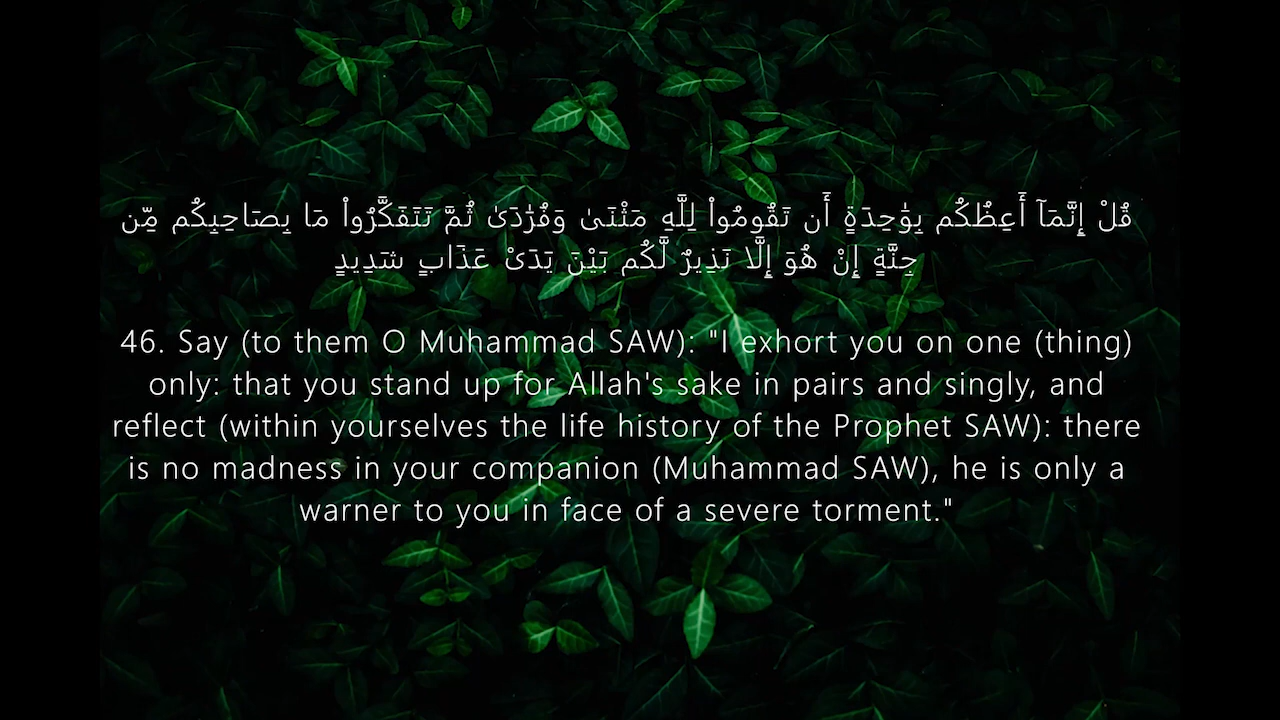 قُلْ إِنَّمَآ أَعِظُكُم بِوَٰحِدَةٍ أَن تَقُومُوا۟ لِلَّهِ مَثْنَىٰ وَفُرَٰدَىٰ ثُمَّ تَتَفَكَّرُوا۟ مَا بِصَاحِبِكُم مِّن
جِنَّةٍ إِنْ هُوَ إِلَّا نَذِيرٌ لَّكُم بَيْنَ يَدَىْ عَذَابٍ شَدِيدٍ
46. Say (to them O Muhammad SAW): "I exhort you on one (thing)
only: that you stand up for Allah's sake in pairs and singly, and
reflect (within yourselves the life history of the Prophet SAW): there
is no madness in your companion (Muhammad SAW), he is only a
warner to you in face of a severe torment."